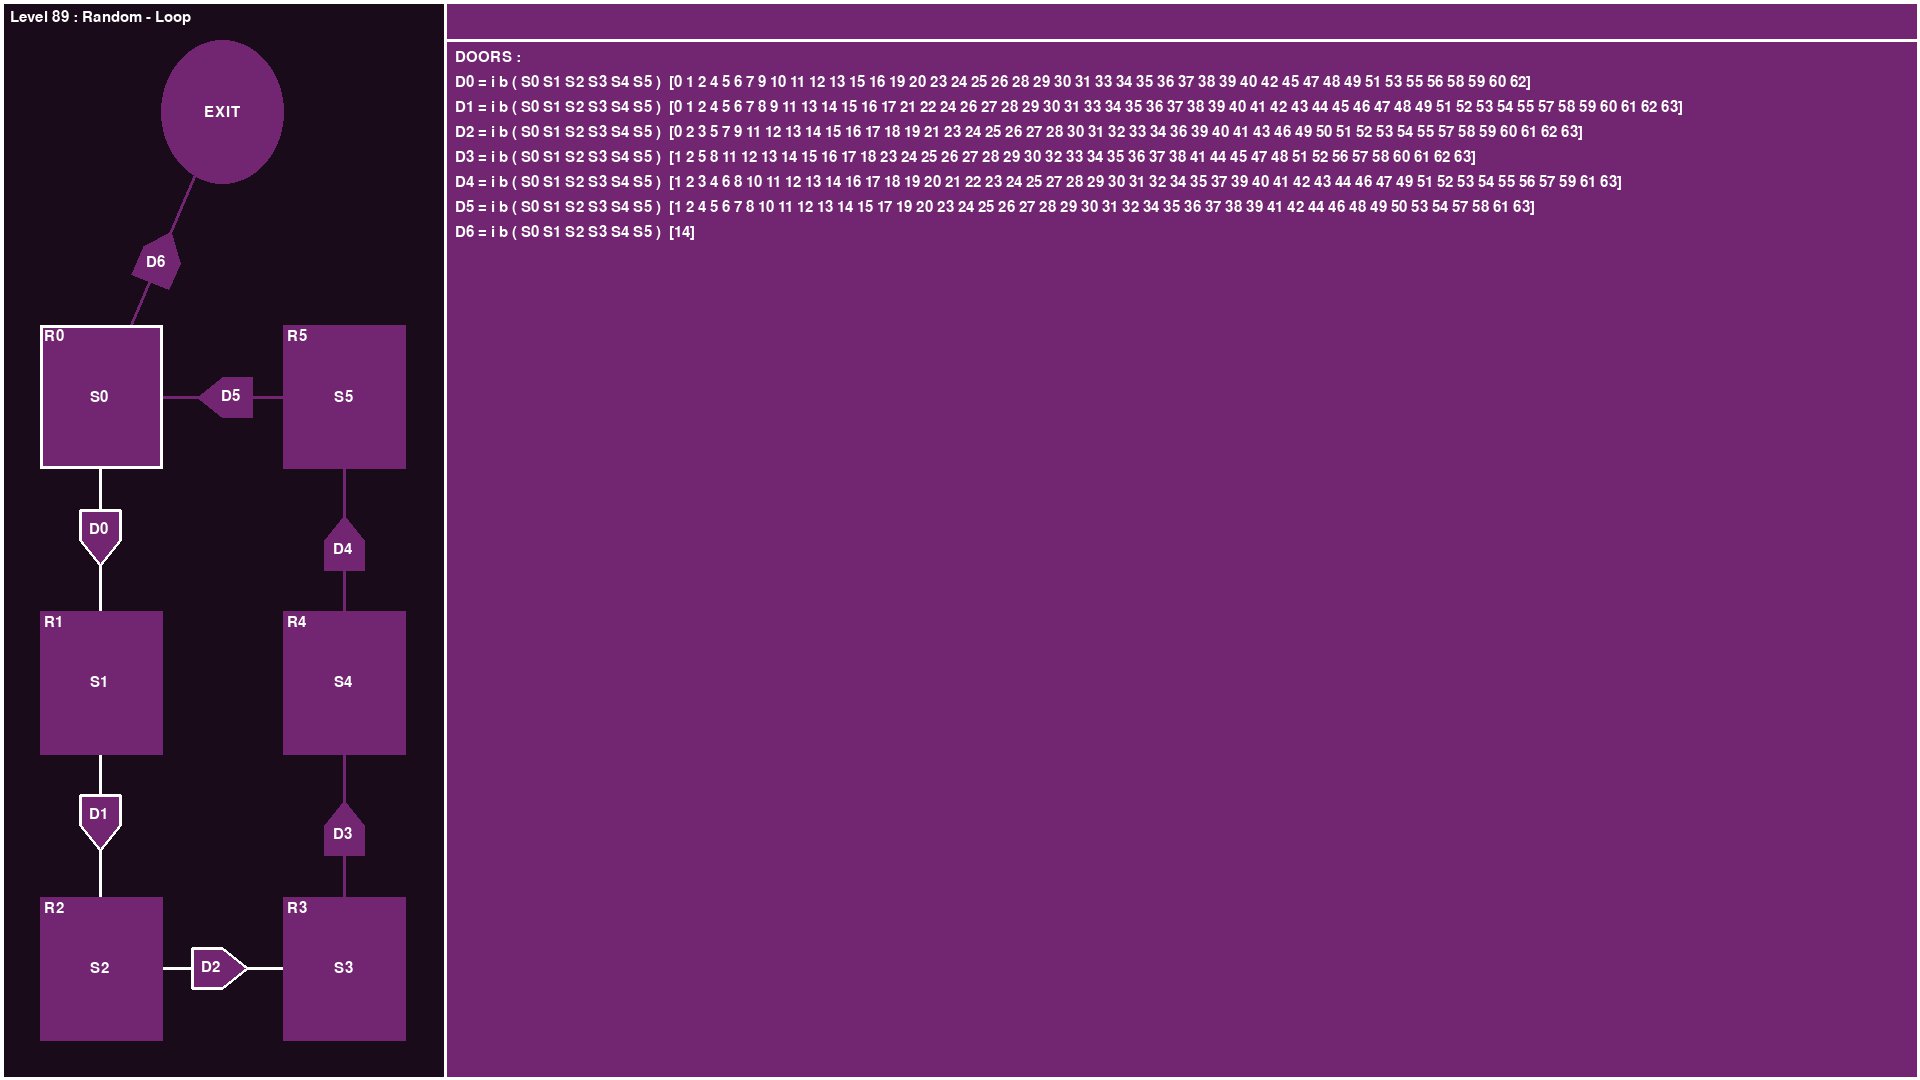 Level 89 : Random - Loop
EXIT
D6
R0
S0
D5
R5
S5
D0
D4
R1
S1
R4
S4
D1
D3
R2
S2
D2
R3
S3
DOORS :
D0 = i b ( S0 S1 S2 S3 S4 S5 ) [0 1 2 4 5 6 7 9 10 11 12 13 15 16 19 20 23 24 25 26 28 29 30 31 33 34 35 36 37 38 39 40 42 45 47 48 49 51 53 55 56 58 59 60 62]
D1 = i b ( S0 S1 S2 S3 S4 S5 ) [0 1 2 4 5 6 7 8 9 11 13 14 15 16 17 21 22 24 26 27 28 29 30 31 33 34 35 36 37 38 39 40 41 42 43 44 45 46 47 48 49 51 52 53 54 55 57 58 59 60 61 62 63]
D2 = i b ( S0 S1 S2 S3 S4 S5 ) [0 2 3 5 7 9 11 12 13 14 15 16 17 18 19 21 23 24 25 26 27 28 30 31 32 33 34 36 39 40 41 43 46 49 50 51 52 53 54 55 57 58 59 60 61 62 63]
D3 = i b ( S0 S1 S2 S3 S4 S5 ) [1 2 5 8 11 12 13 14 15 16 17 18 23 24 25 26 27 28 29 30 32 33 34 35 36 37 38 41 44 45 47 48 51 52 56 57 58 60 61 62 63]
D4 = i b ( S0 S1 S2 S3 S4 S5 ) [1 2 3 4 6 8 10 11 12 13 14 16 17 18 19 20 21 22 23 24 25 27 28 29 30 31 32 34 35 37 39 40 41 42 43 44 46 47 49 51 52 53 54 55 56 57 59 61 63]
D5 = i b ( S0 S1 S2 S3 S4 S5 ) [1 2 4 5 6 7 8 10 11 12 13 14 15 17 19 20 23 24 25 26 27 28 29 30 31 32 34 35 36 37 38 39 41 42 44 46 48 49 50 53 54 57 58 61 63]
D6 = i b ( S0 S1 S2 S3 S4 S5 ) [14]